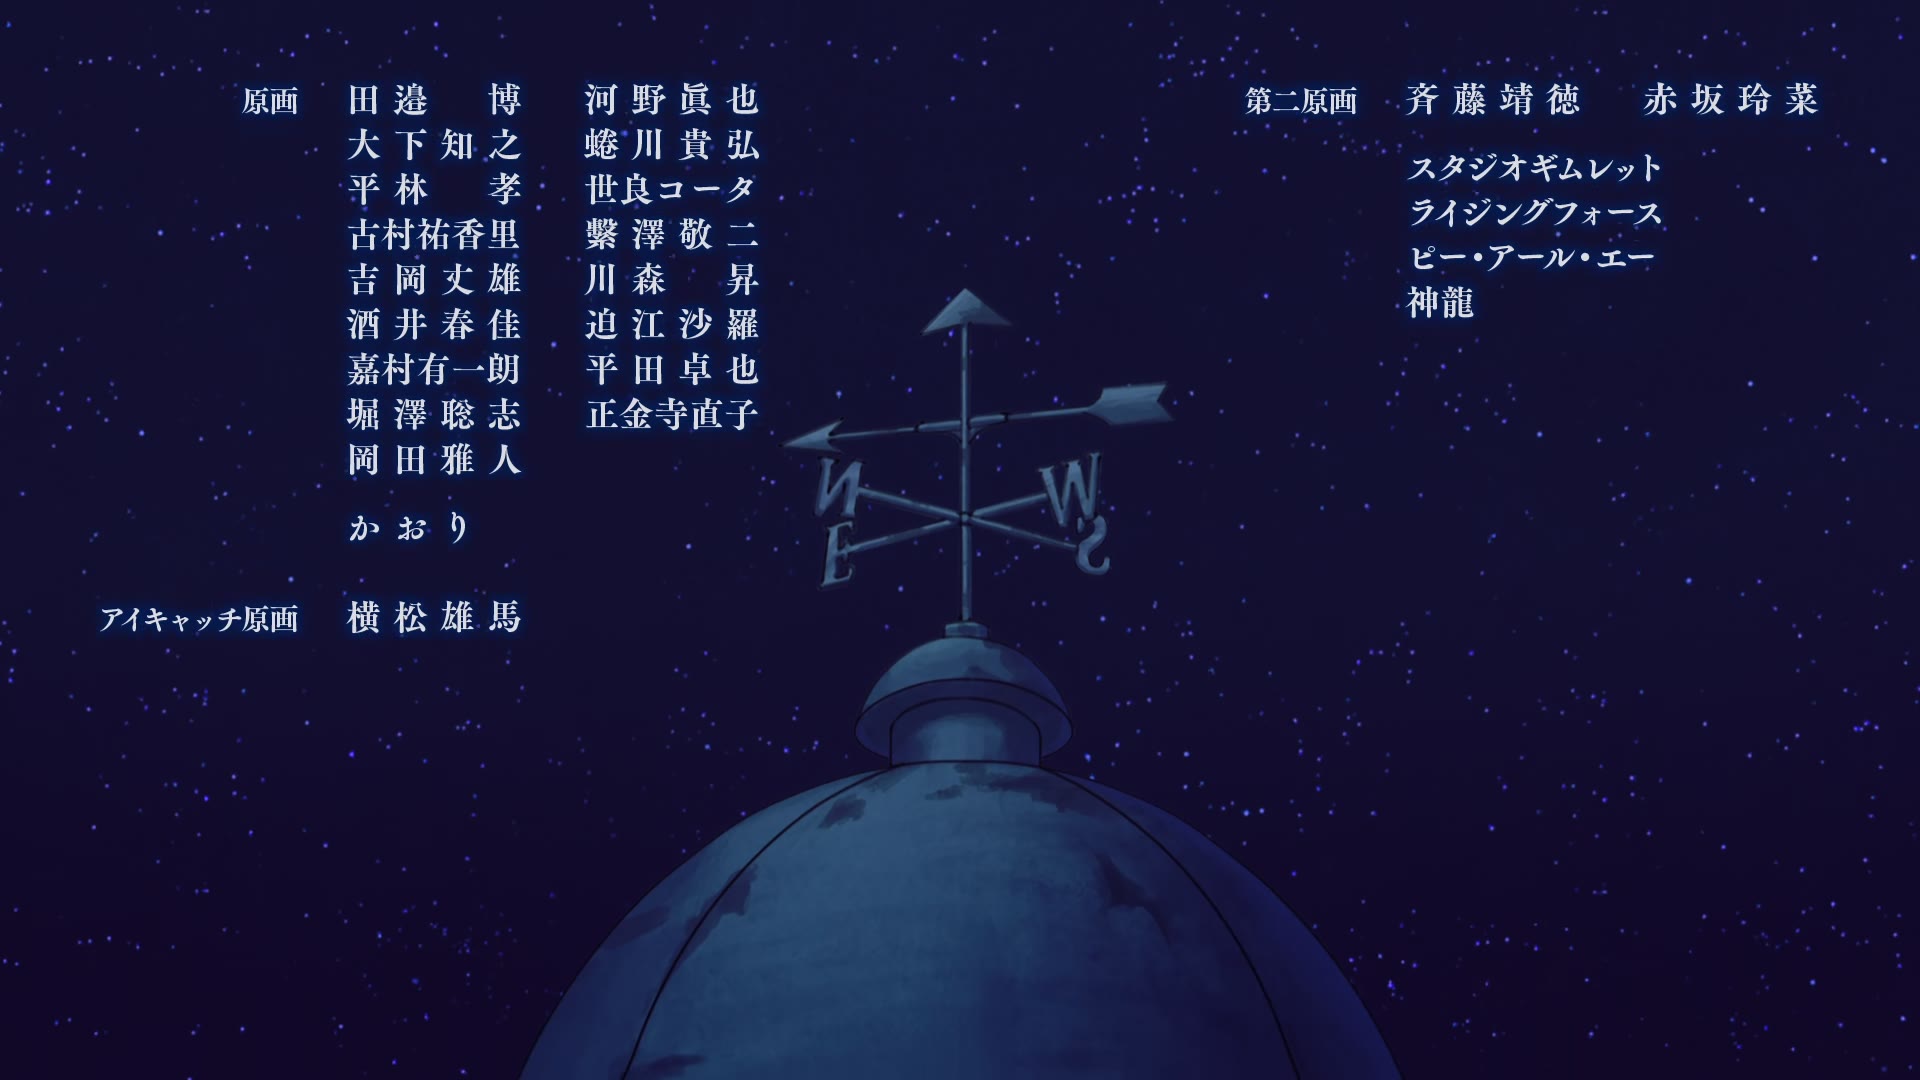 原画 田邉 博 河野眞也
大下知之 蜷川貴弘
平林 孝 世良コータ
古村祐香里 繫澤敬二
吉岡丈雄 川森 昇
酒井春佳 迫江沙羅
嘉村有一朗 平田卓也
堀澤聡志 正金寺直子
岡田雅人
かおり
アイキャッチ原画 横松雄馬
第二原画 斉藤靖徳 赤坂玲菜
スタジオギムレット
ライジングフォース
ピー・アール・エー
神龍
N
W
E
S